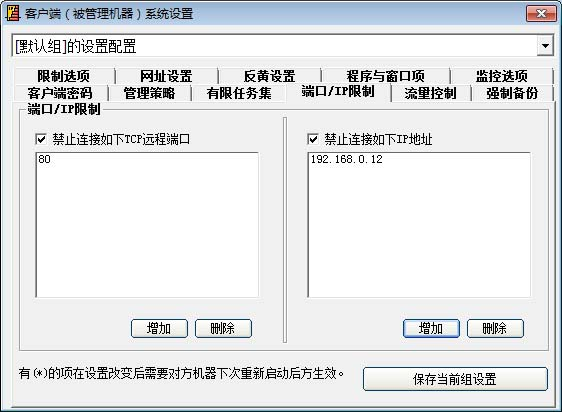 客户端（被管理机器）系统设置
[默认组]的设置配置
限制选项 网址设置 反黄设置 程序与窗口项 监控选项
客户端密码 管理策略 有限任务集 端口/IP限制 流量控制 强制备份
端口/IP限制
禁止连接如下TCP远程端口 禁止连接如下IP地址
80 192.168.0.12
增加 删除 增加 删除
有(*)的项在设置改变后需要对方机器下次重新启动后方生效。 保存当前组设置